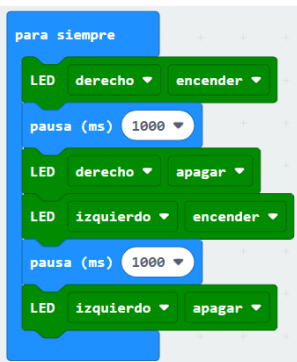 para siempre
LED derecho encender
pausa (ms) 1000
LED derecho apagar
LED izquierdo encender
pausa (ms) 1000
LED izquierdo apagar